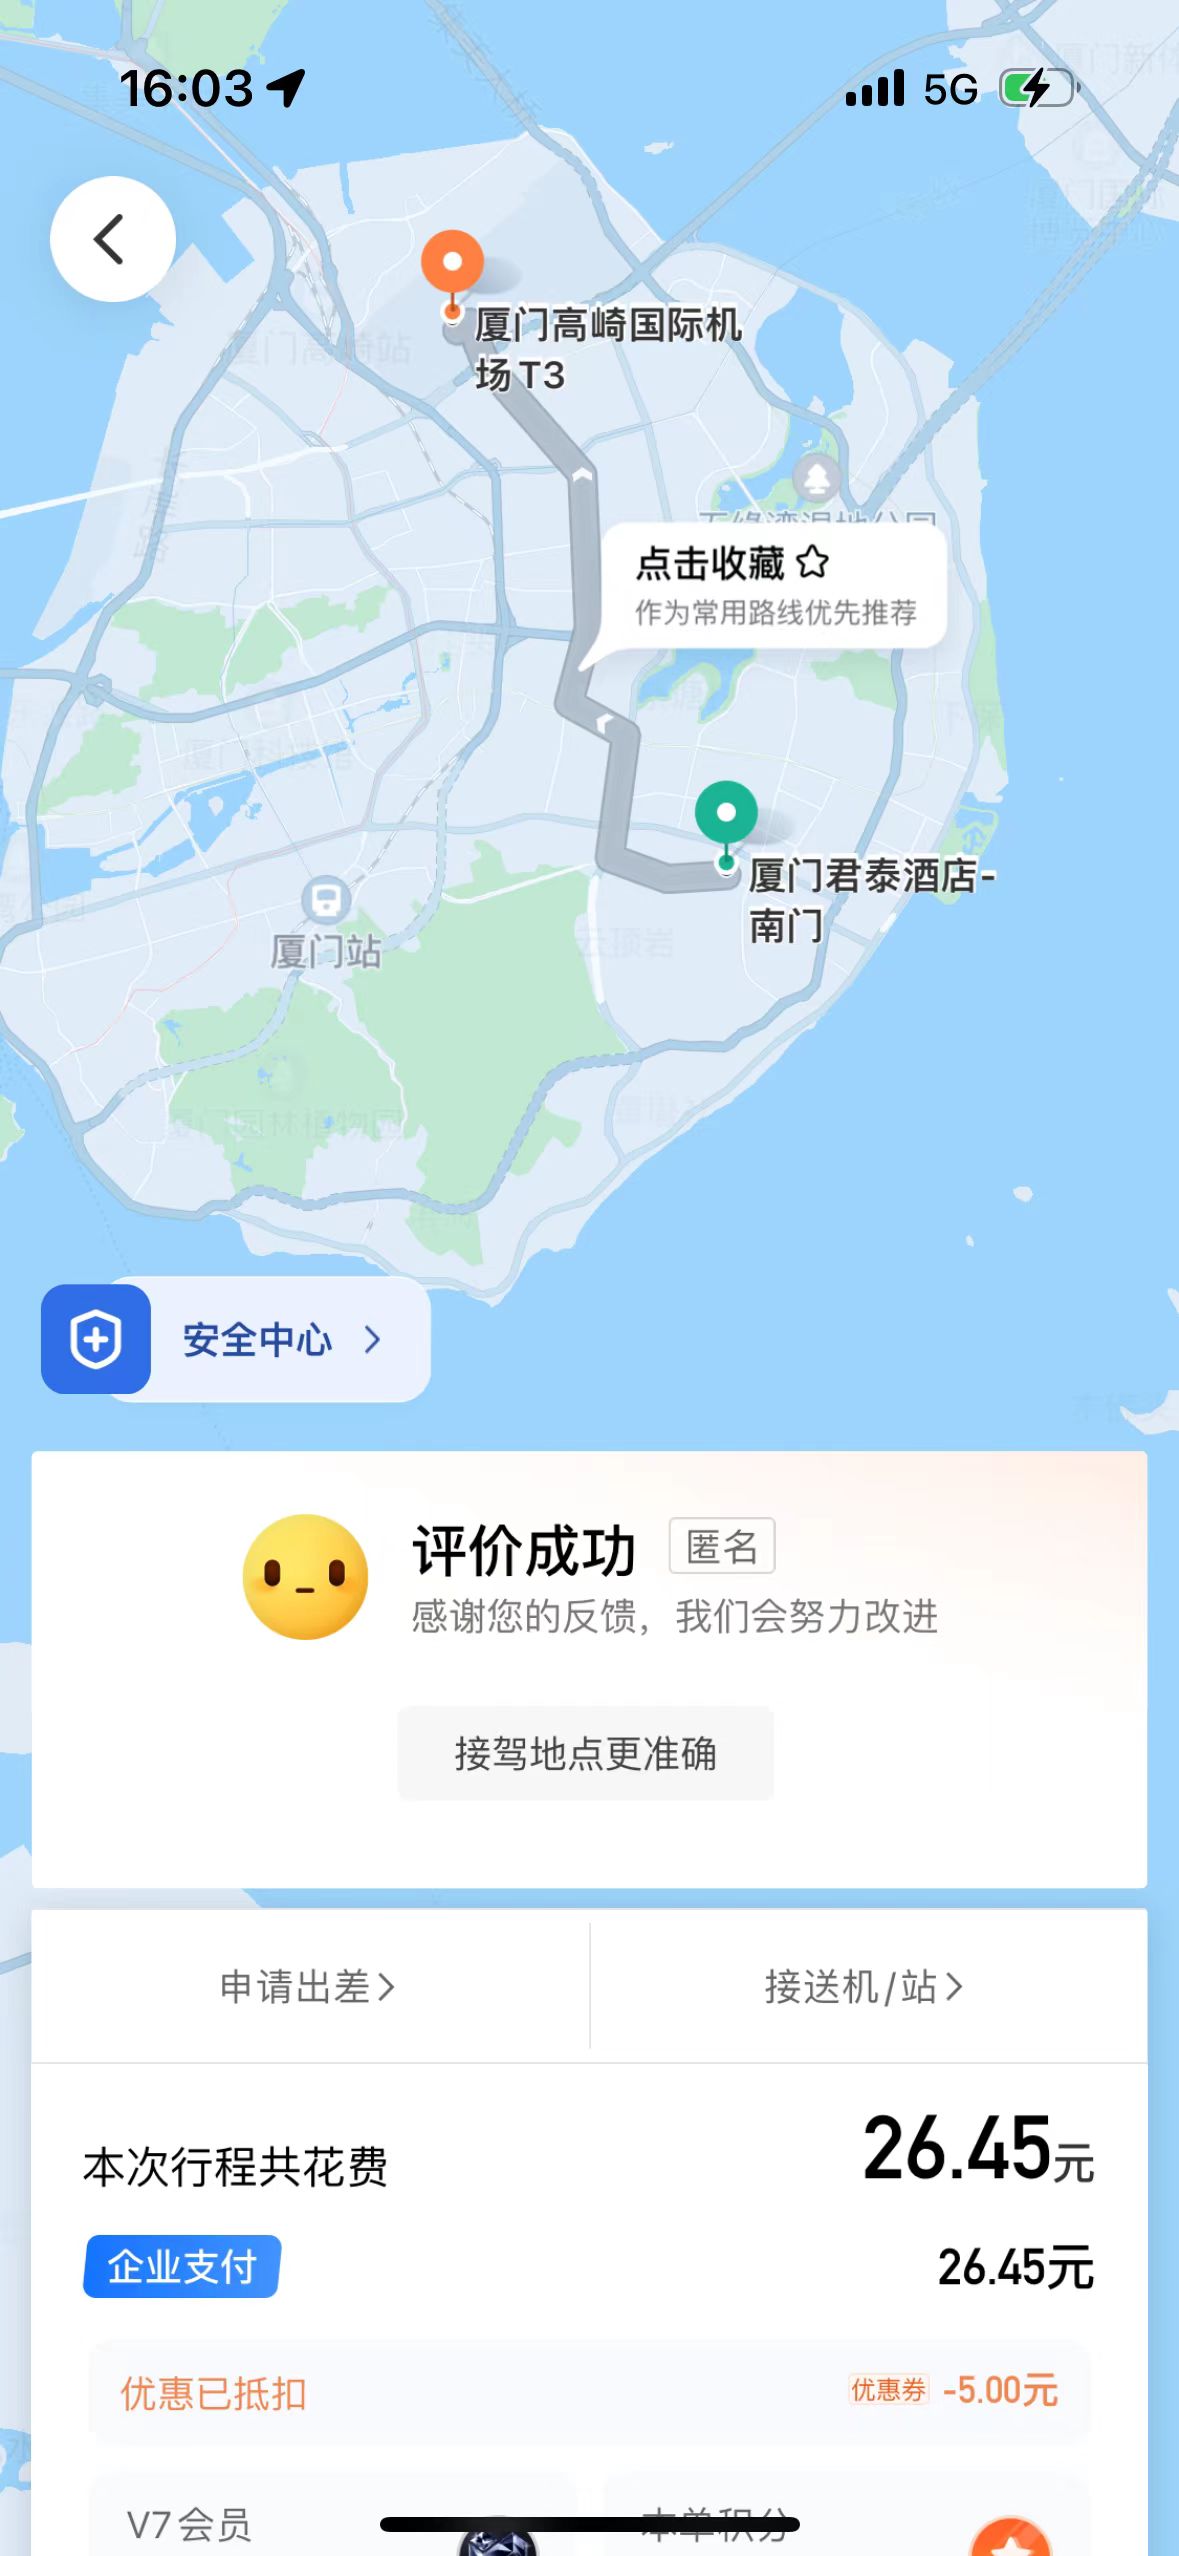 16:03
5G
厦门高崎国际机
场 T3
点击收藏
作为常用路线优先推荐
厦门君泰酒店-
南门
厦门站
安全中心
评价成功
匿名
感谢您的反馈，我们会努力改进
接驾地点更准确
申请出差
接送机/站
本次行程共花费
26.45元
企业支付
26.45元
优惠已抵扣
优惠券 -5.00元
V7会员
本单积分